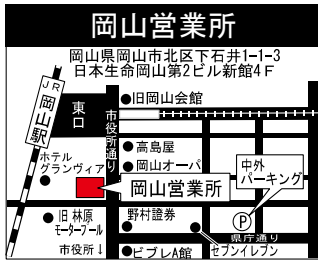 岡山営業所
岡山県岡山市北区下石井1-1-3
日本生命岡山第2ビル新館4F
JR岡山駅
東口
市役所通り
●旧岡山会館
●高島屋
●岡山オーパ
ホテル
グランヴィア
岡山営業所
中外
パーキング
●旧林原
モータープール
野村證券
P
県庁通り
市役所↓
●ビブレA館
セブンイレブン